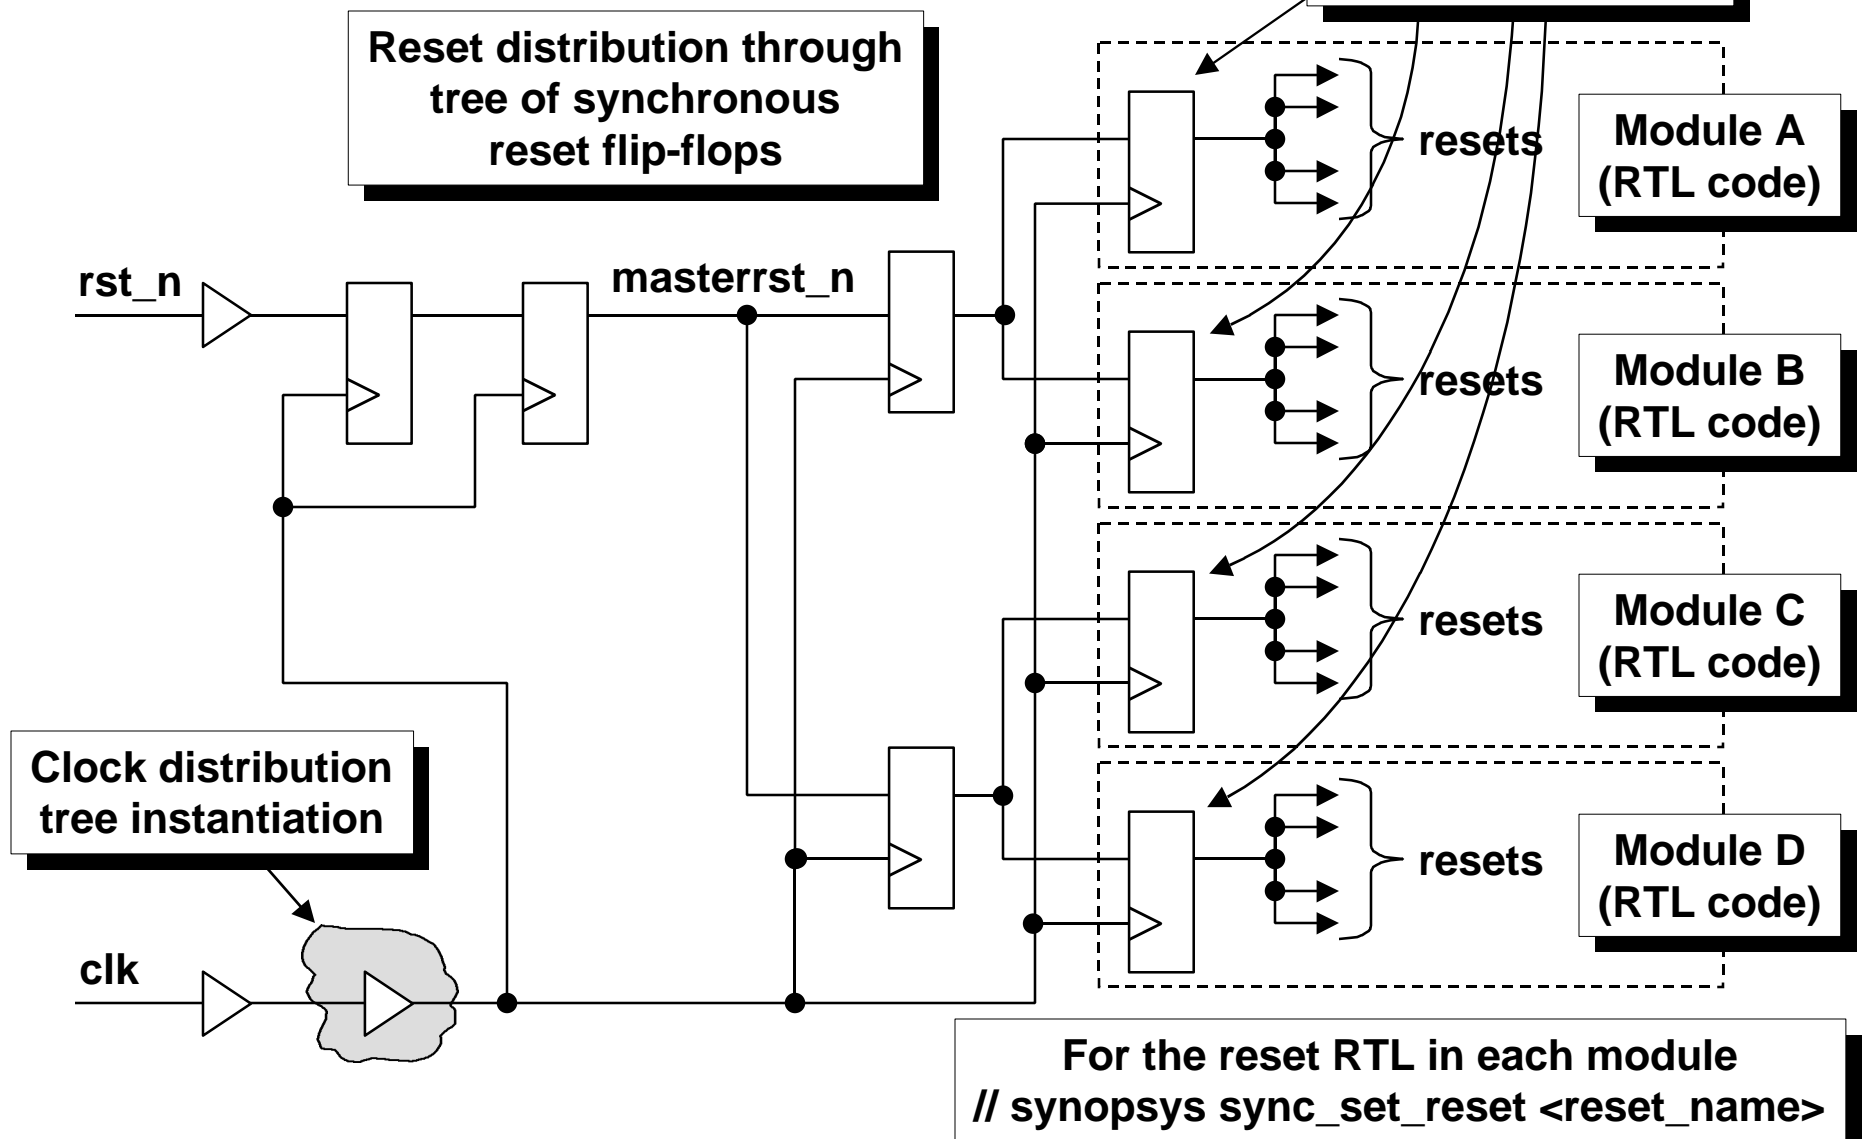 Reset distribution through
tree of synchronous
reset flip-flops
resets
Module A
(RTL code)
rst_n
masterrst_n
resets
Module B
(RTL code)
resets
Module C
(RTL code)
Clock distribution
tree instantiation
resets
Module D
(RTL code)
clk
For the reset RTL in each module
// synopsys sync_set_reset <reset_name>